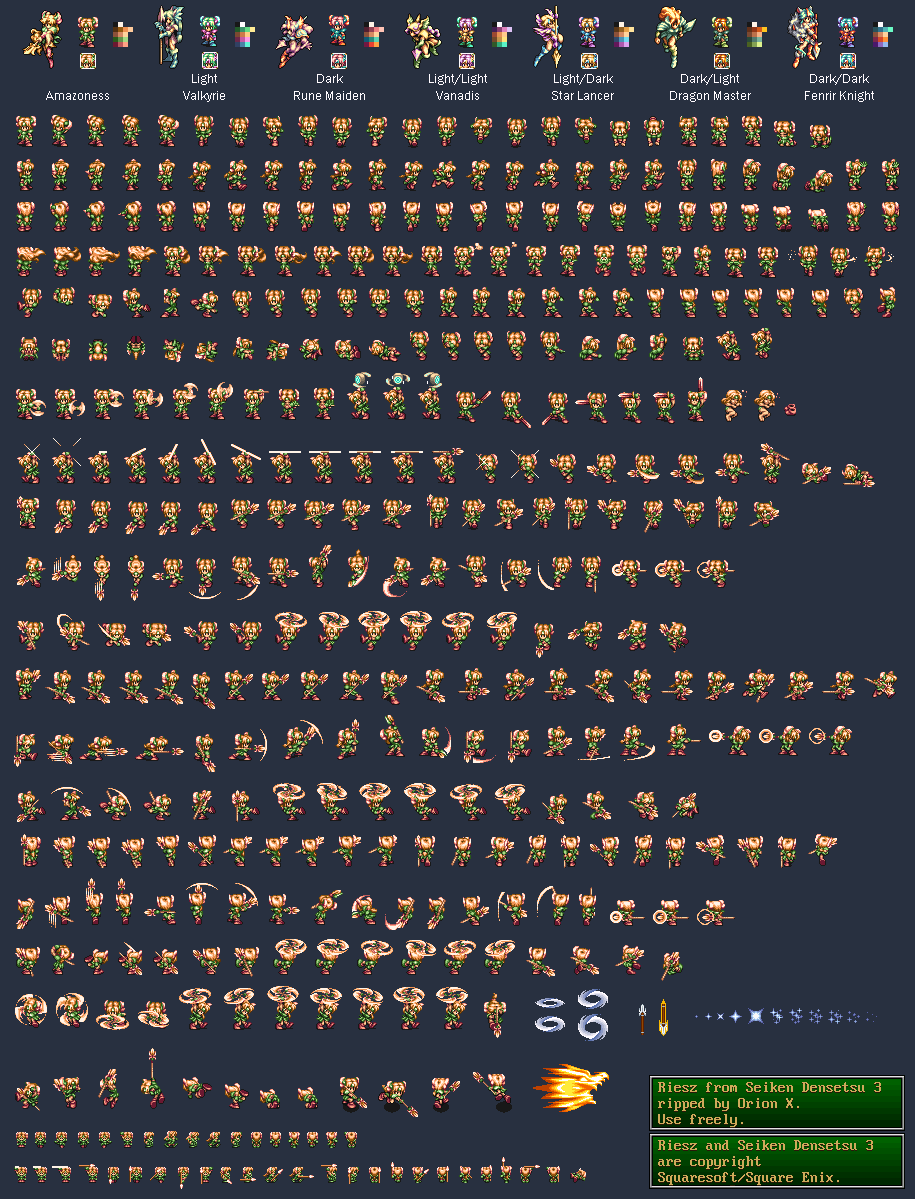 Amazoness
Light
Valkyrie
Dark
Rune Maiden
Light/Light
Vanadis
Light/Dark
Star Lancer
Dark/Light
Dragon Master
Dark/Dark
Fenrir Knight
Riesz from Seiken Densetsu 3
ripped by Orion X.
Use freely.
Riesz and Seiken Densetsu 3
are copyright
Squaresoft/Square Enix.